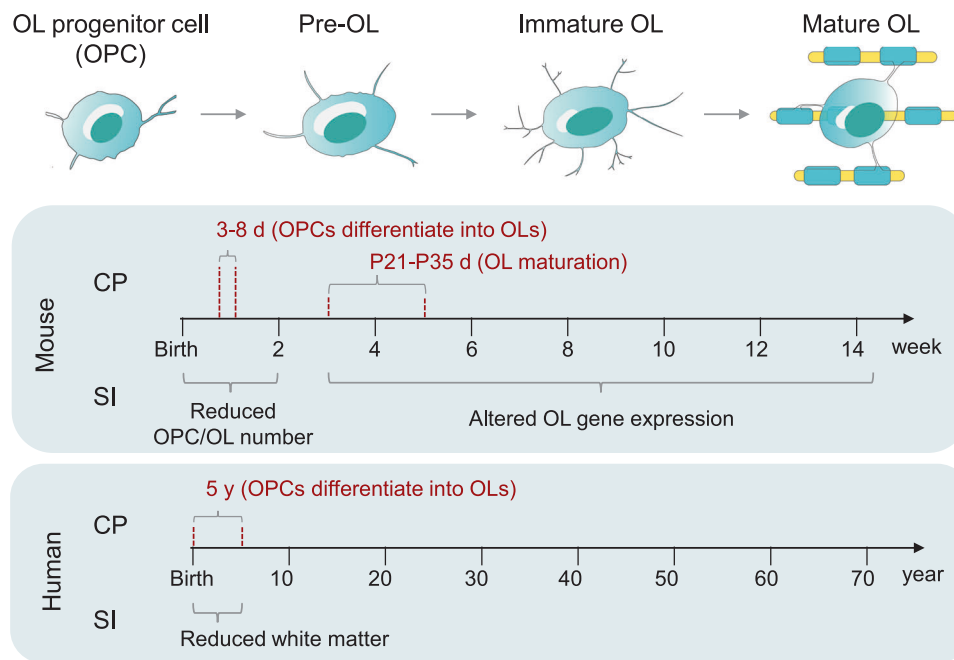 OL progenitor cell
(OPC)
Pre-OL
Immature OL
Mature OL
Mouse
CP
3-8 d (OPCs differentiate into OLs)
P21-P35 d (OL maturation)
Birth 2 4 6 8 10 12 14 week
SI
Reduced
OPC/OL number
Altered OL gene expression
Human
CP
5 y (OPCs differentiate into OLs)
Birth 10 20 30 40 50 60 70 year
SI
Reduced white matter